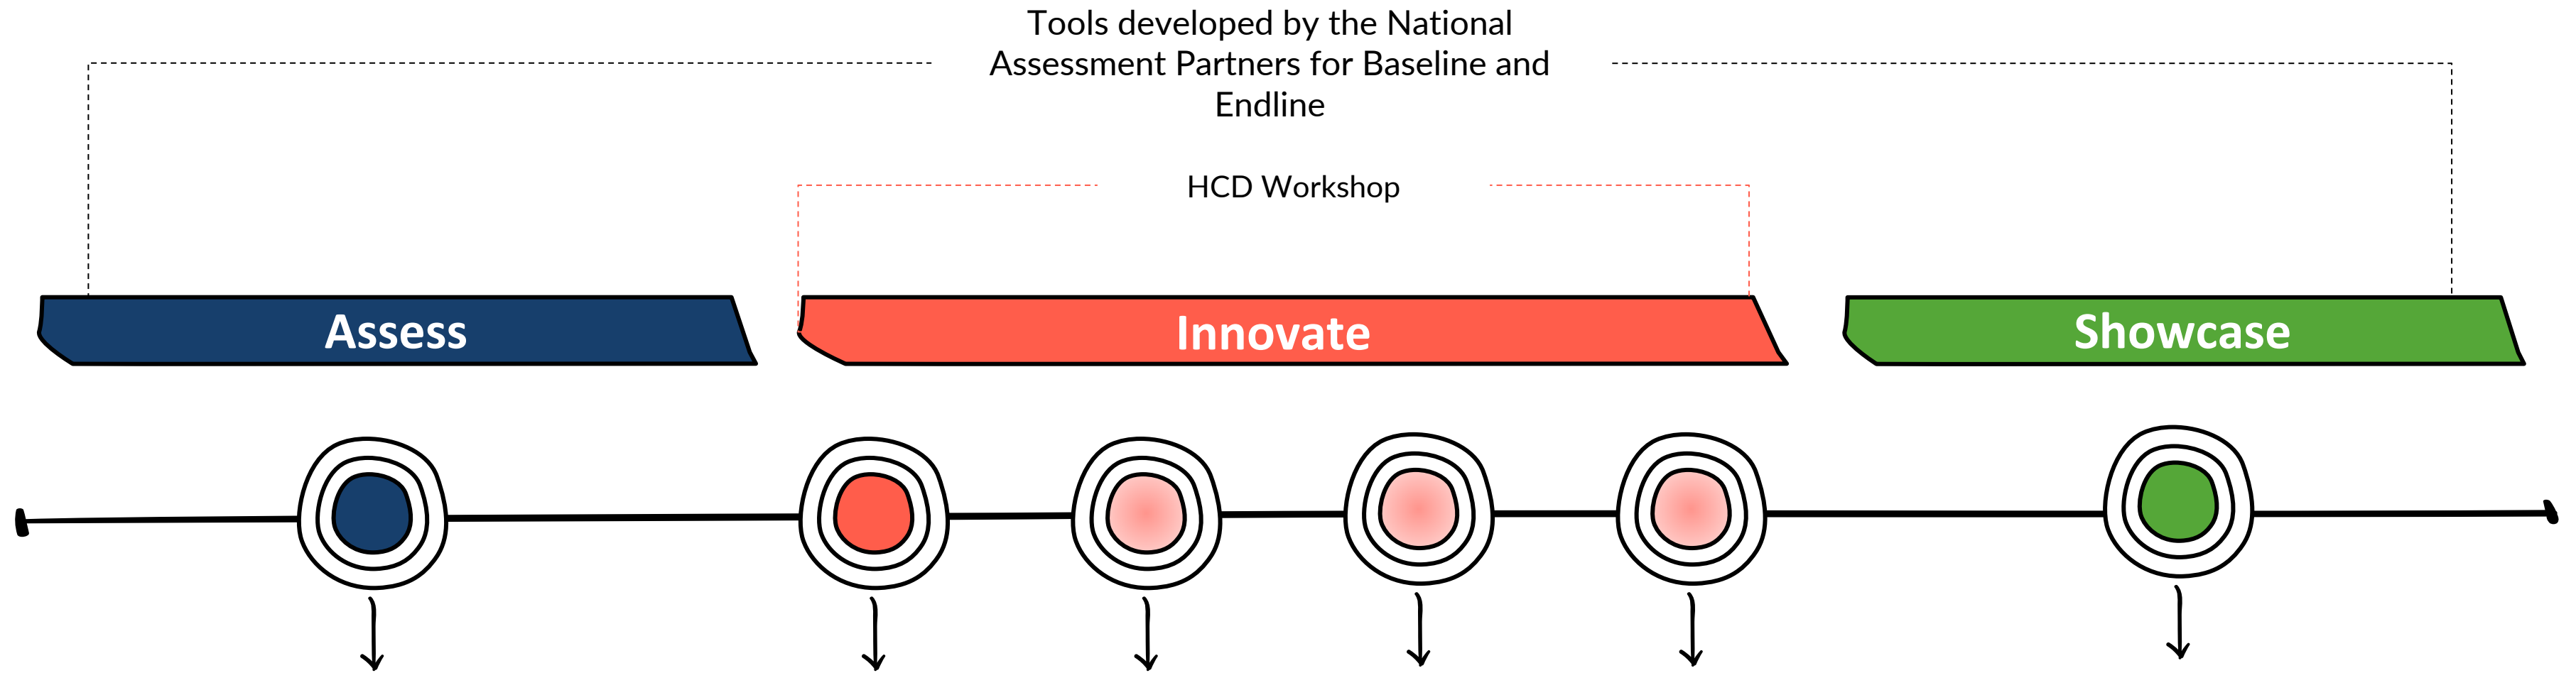 Tools developed by the National
Assessment Partners for Baseline and
Endline
HCD Workshop
Assess
Innovate
Showcase